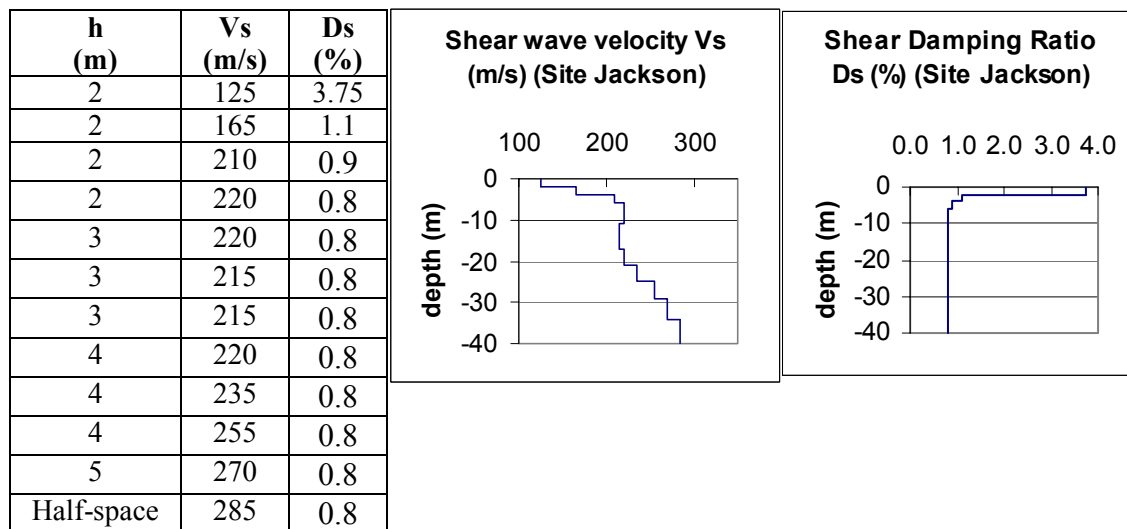 h Vs Ds
(m) (m/s) (%)
2 125 3.75
2 165 1.1
2 210 0.9
2 220 0.8
3 220 0.8
3 215 0.8
3 215 0.8
4 220 0.8
4 235 0.8
4 255 0.8
5 270 0.8
Half-space 285 0.8
Shear wave velocity Vs
(m/s) (Site Jackson)
100 200 300
0
-10
-20
-30
-40
depth (m)
Shear Damping Ratio
Ds (%) (Site Jackson)
0.0 1.0 2.0 3.0 4.0
0
-10
-20
-30
-40
depth (m)